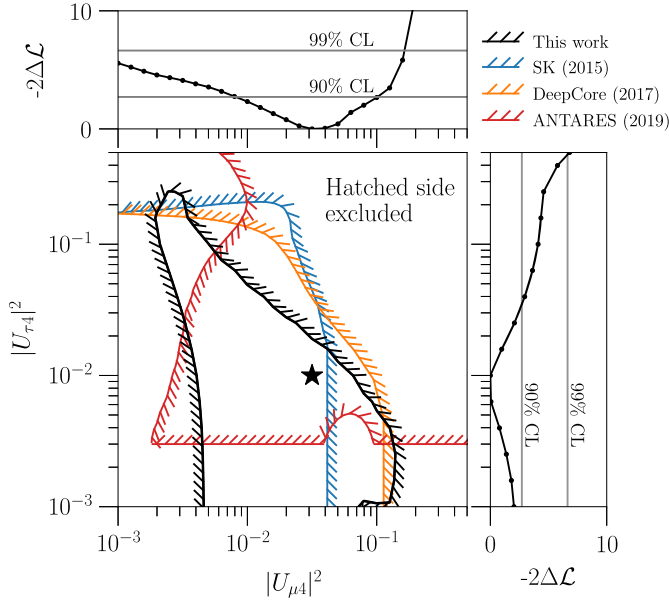 10
99% CL
90% CL
0
-2Δℒ
This work
SK (2015)
DeepCore (2017)
ANTARES (2019)
Hatched side
excluded
10⁻¹
10⁻²
10⁻³
|U_τ4|²
10⁻³
10⁻²
10⁻¹
|U_μ4|²
90% CL
99% CL
0
10
-2Δℒ